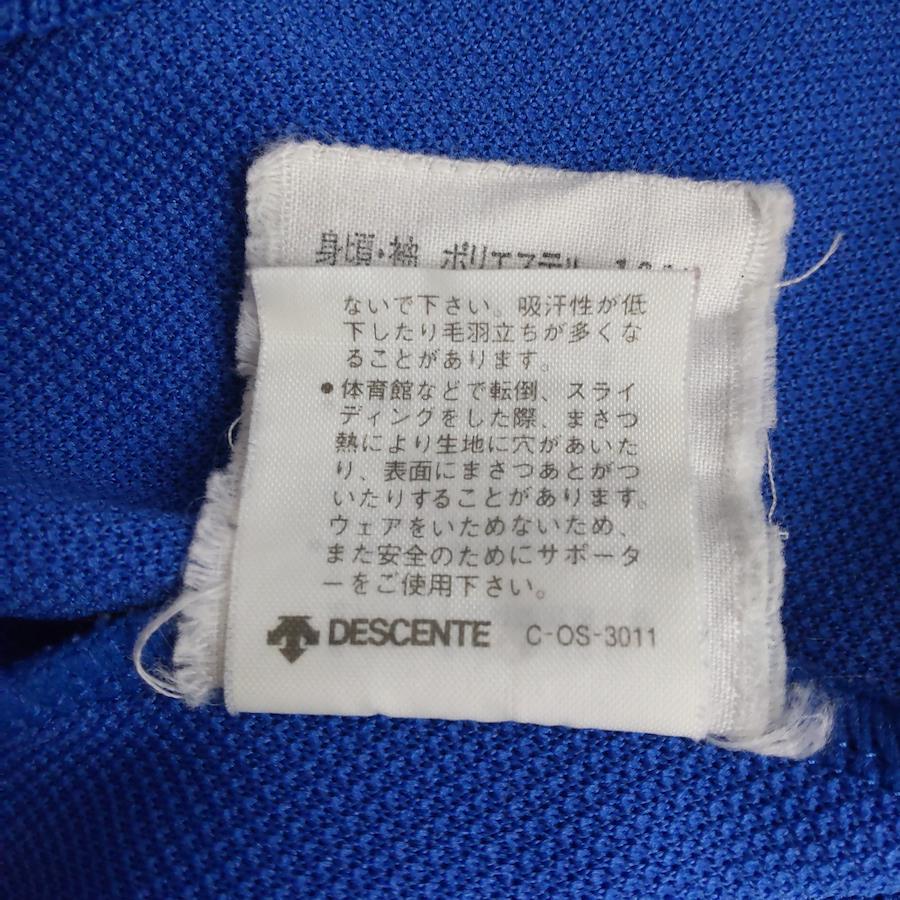 身頃・袖 ポリエステル
ないで下さい。吸汗性が低
下したり毛羽立ちが多くな
ることがあります。
●体育館などで転倒、スライ
ディングをした際、まさつ
熱により生地に穴があいた
り、表面にまさつあとがつ
いたりすることがあります。
ウェアをいためないため、
また安全のためにサポータ
ーをご使用下さい。
DESCENTE C-OS-3011